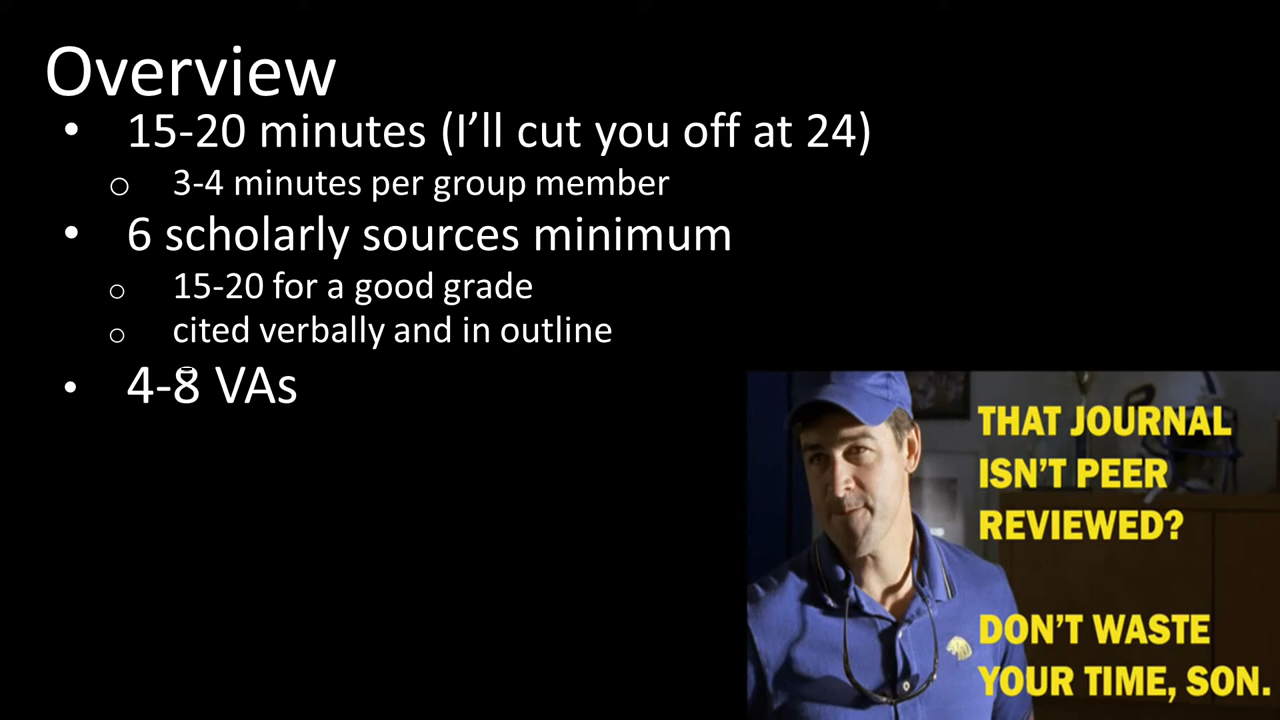 Overview
• 15-20 minutes (I’ll cut you off at 24)
o 3-4 minutes per group member
• 6 scholarly sources minimum
o 15-20 for a good grade
o cited verbally and in outline
• 4-8 VAs
THAT JOURNAL
ISN’T PEER
REVIEWED?
DON’T WASTE
YOUR TIME, SON.